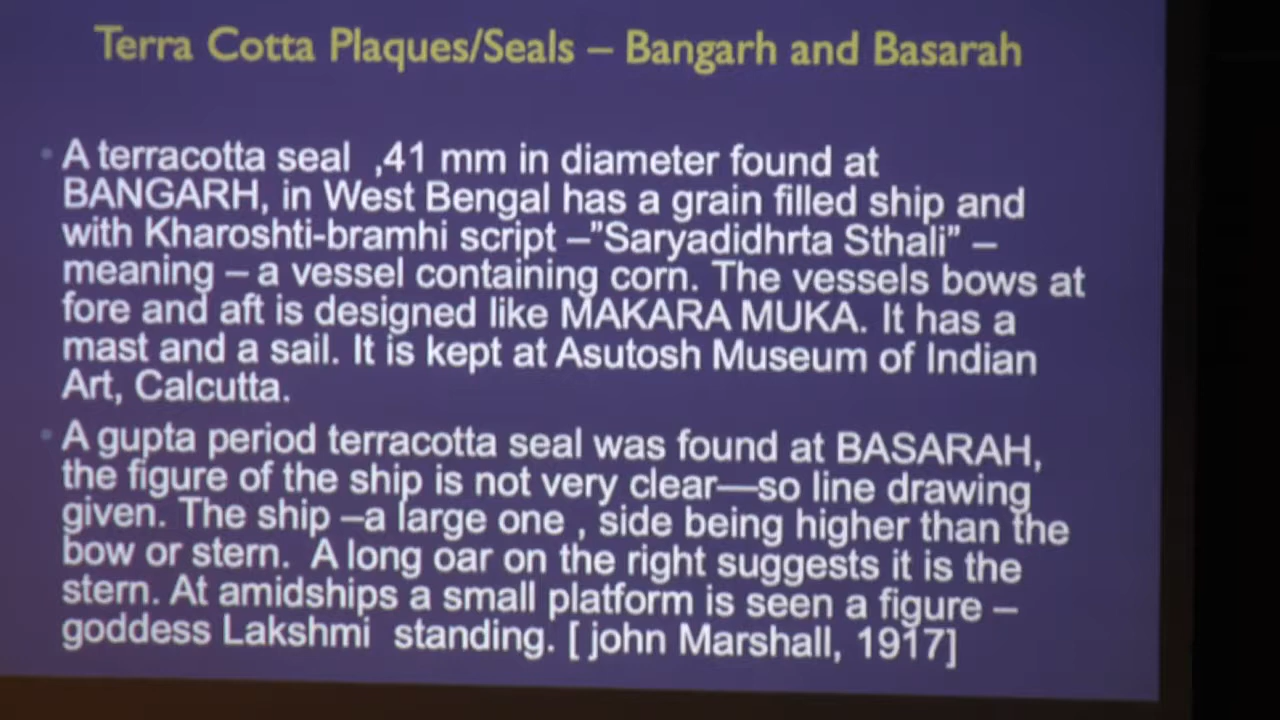 Terra Cotta Plaques/Seals – Bangarh and Basarah
• A terracotta seal ,41 mm in diameter found at
BANGARH, in West Bengal has a grain filled ship and
with Kharoshti-bramhi script –”Saryadidhrta Sthali” –
meaning – a vessel containing corn. The vessels bows at
fore and aft is designed like MAKARA MUKA. It has a
mast and a sail. It is kept at Asutosh Museum of Indian
Art, Calcutta.
• A gupta period terracotta seal was found at BASARAH,
the figure of the ship is not very clear—so line drawing
given. The ship –a large one , side being higher than the
bow or stern. A long oar on the right suggests it is the
stern. At amidships a small platform is seen a figure –
goddess Lakshmi standing. [ john Marshall, 1917]